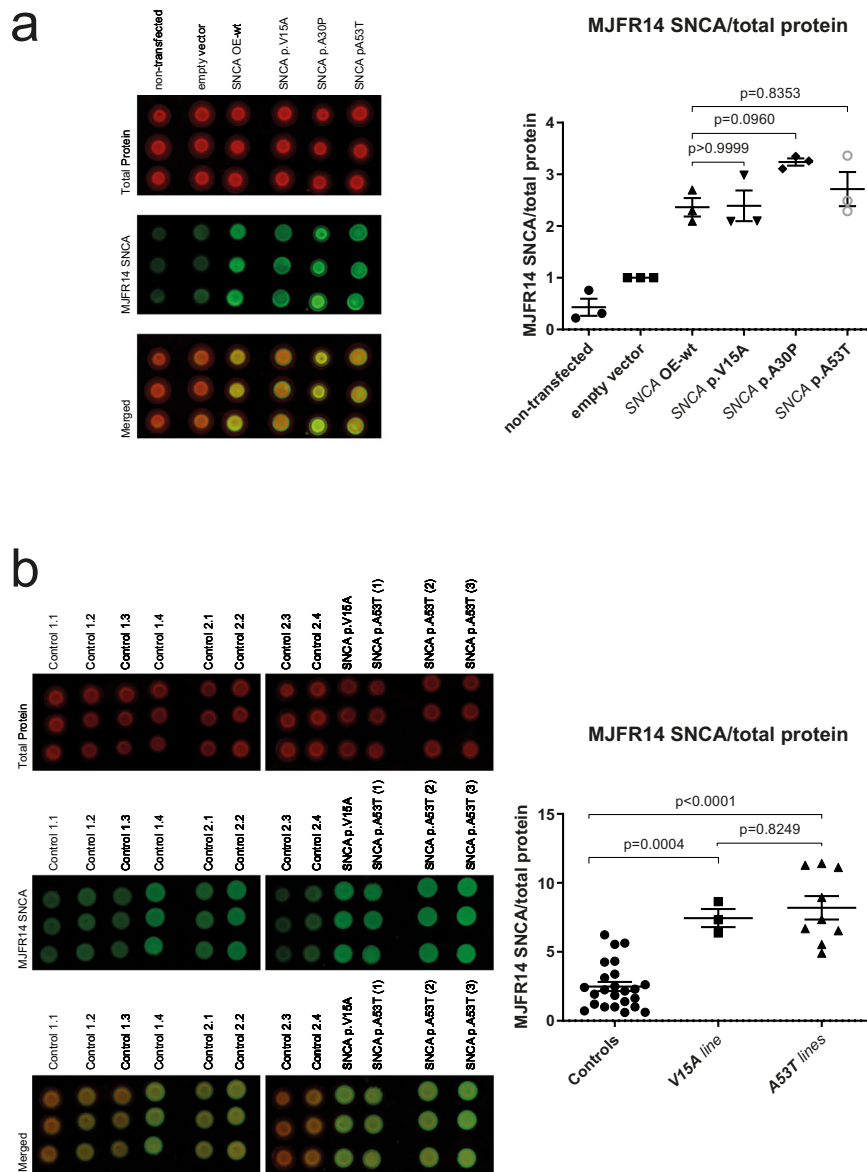 a
non-transfected
empty vector
SNCA OE-wt
SNCA p.V15A
SNCA p.A30P
SNCA pA53T
Total Protein
MJFR14 SNCA
Merged
MJFR14 SNCA/total protein
p=0.8353
p=0.0960
p>0.9999
MJFR14 SNCA/total protein
4
3
2
1
0
non-transfected
empty vector
SNCA OE-wt
SNCA p.V15A
SNCA p.A30P
SNCA p.A53T
b
Control 1.1
Control 1.2
Control 1.3
Control 1.4
Control 2.1
Control 2.2
Control 2.3
Control 2.4
SNCA p.V15A
SNCA p.A53T (1)
SNCA p.A53T (2)
SNCA p.A53T (3)
Total Protein
Control 1.1
Control 1.2
Control 1.3
Control 1.4
Control 2.1
Control 2.2
Control 2.3
Control 2.4
SNCA p.V15A
SNCA p.A53T (1)
SNCA p.A53T (2)
SNCA p.A53T (3)
MJFR14 SNCA
Control 1.1
Control 1.2
Control 1.3
Control 1.4
Control 2.1
Control 2.2
Control 2.3
Control 2.4
SNCA p.V15A
SNCA p.A53T (1)
SNCA p.A53T (2)
SNCA p.A53T (3)
Merged
MJFR14 SNCA/total protein
p<0.0001
p=0.0004
p=0.8249
MJFR14 SNCA/total protein
15
10
5
0
Controls
V15A line
A53T lines